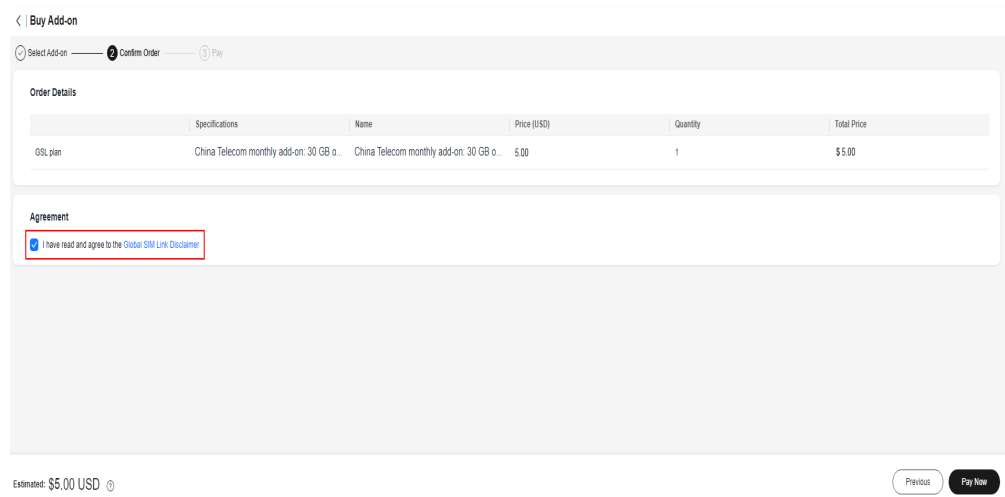 Buy Add-on
Select Add-on 2 Confirm Order 3 Pay
Order Details
Specifications Name Price (USD) Quantity Total Price
GSL plan China Telecom monthly add-on: 30 GB o... China Telecom monthly add-on: 30 GB o... 5.00 1 $ 5.00
Agreement
I have read and agree to the Global SIM Link Disclaimer
Estimated: $5.00 USD ?
Previous Pay Now